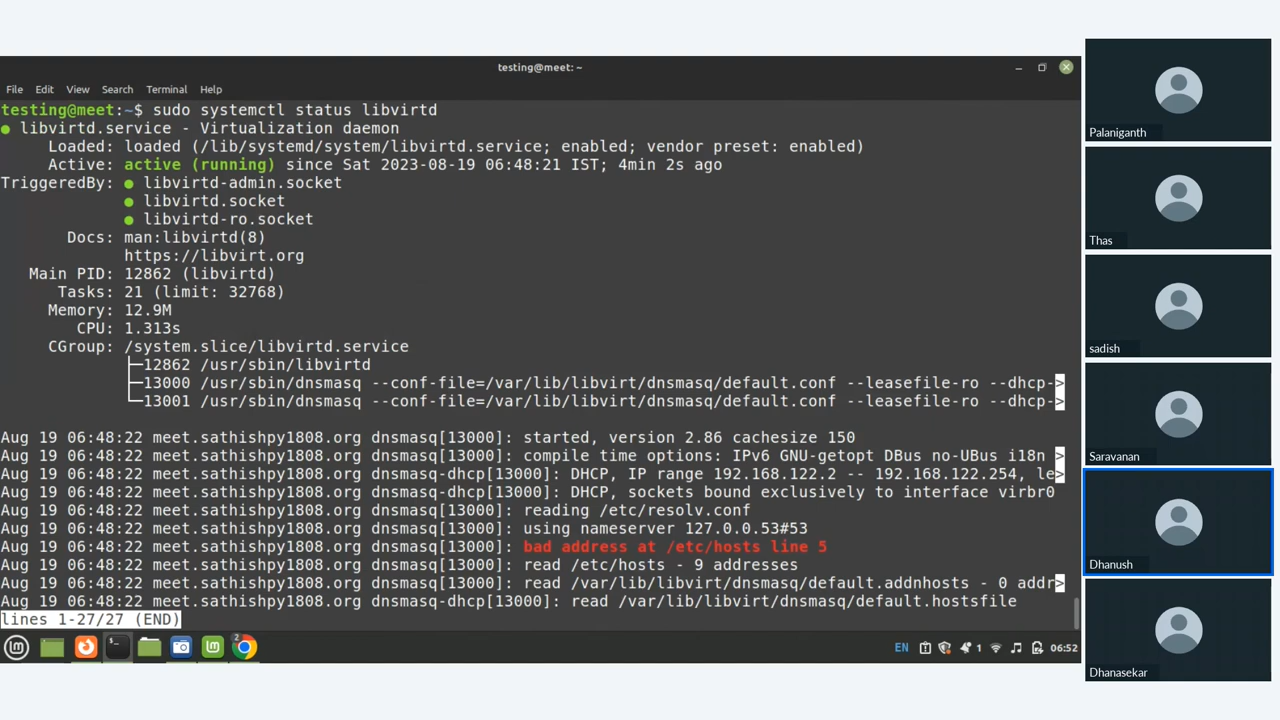 testing@meet: ~
File Edit View Search Terminal Help
testing@meet:~$ sudo systemctl status libvirtd
● libvirtd.service - Virtualization daemon
Loaded: loaded (/lib/systemd/system/libvirtd.service; enabled; vendor preset: enabled)
Active: active (running) since Sat 2023-08-19 06:48:21 IST; 4min 2s ago
TriggeredBy: ● libvirtd-admin.socket
● libvirtd.socket
● libvirtd-ro.socket
Docs: man:libvirtd(8)
https://libvirt.org
Main PID: 12862 (libvirtd)
Tasks: 21 (limit: 32768)
Memory: 12.9M
CPU: 1.313s
CGroup: /system.slice/libvirtd.service
├─12862 /usr/sbin/libvirtd
├─13000 /usr/sbin/dnsmasq --conf-file=/var/lib/libvirt/dnsmasq/default.conf --leasefile-ro --dhcp->
└─13001 /usr/sbin/dnsmasq --conf-file=/var/lib/libvirt/dnsmasq/default.conf --leasefile-ro --dhcp->
Aug 19 06:48:22 meet.sathishpy1808.org dnsmasq[13000]: started, version 2.86 cachesize 150
Aug 19 06:48:22 meet.sathishpy1808.org dnsmasq[13000]: compile time options: IPv6 GNU-getopt DBus no-UBus i18n >
Aug 19 06:48:22 meet.sathishpy1808.org dnsmasq-dhcp[13000]: DHCP, IP range 192.168.122.2 -- 192.168.122.254, le>
Aug 19 06:48:22 meet.sathishpy1808.org dnsmasq-dhcp[13000]: DHCP, sockets bound exclusively to interface virbr0
Aug 19 06:48:22 meet.sathishpy1808.org dnsmasq[13000]: reading /etc/resolv.conf
Aug 19 06:48:22 meet.sathishpy1808.org dnsmasq[13000]: using nameserver 127.0.0.53#53
Aug 19 06:48:22 meet.sathishpy1808.org dnsmasq[13000]: bad address at /etc/hosts line 5
Aug 19 06:48:22 meet.sathishpy1808.org dnsmasq[13000]: read /etc/hosts - 9 addresses
Aug 19 06:48:22 meet.sathishpy1808.org dnsmasq[13000]: read /var/lib/libvirt/dnsmasq/default.addnhosts - 0 addr>
Aug 19 06:48:22 meet.sathishpy1808.org dnsmasq-dhcp[13000]: read /var/lib/libvirt/dnsmasq/default.hostsfile
lines 1-27/27 (END)
2
EN 1 06:52
Palaniganth
Thas
sadish
Saravanan
Dhanush
Dhanasekar